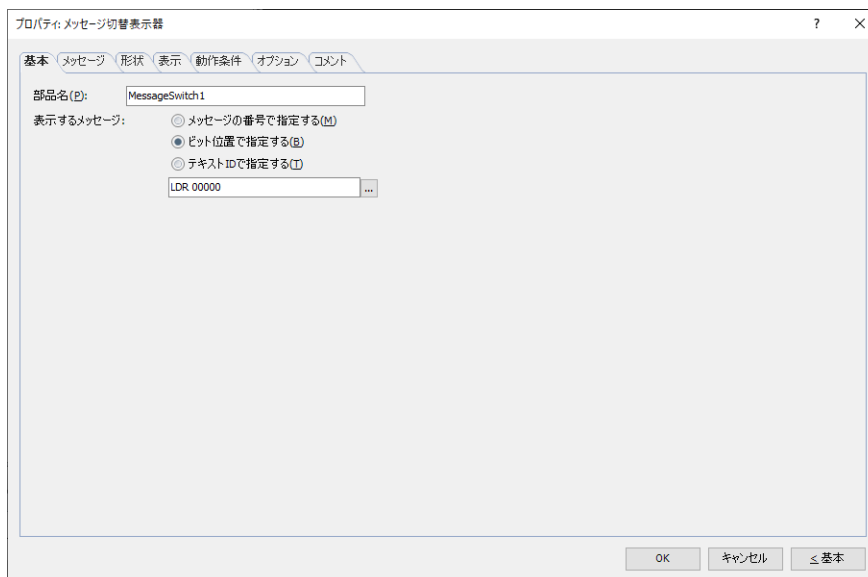 プロパティ: メッセージ切替表示器
? ×
基本 メッセージ 形状 表示 動作条件 オプション コメント
部品名(P): MessageSwitch1
表示するメッセージ: メッセージの番号で指定する(M)
ビット位置で指定する(B)
テキストIDで指定する(T)
LDR 00000 ...
OK キャンセル < 基本